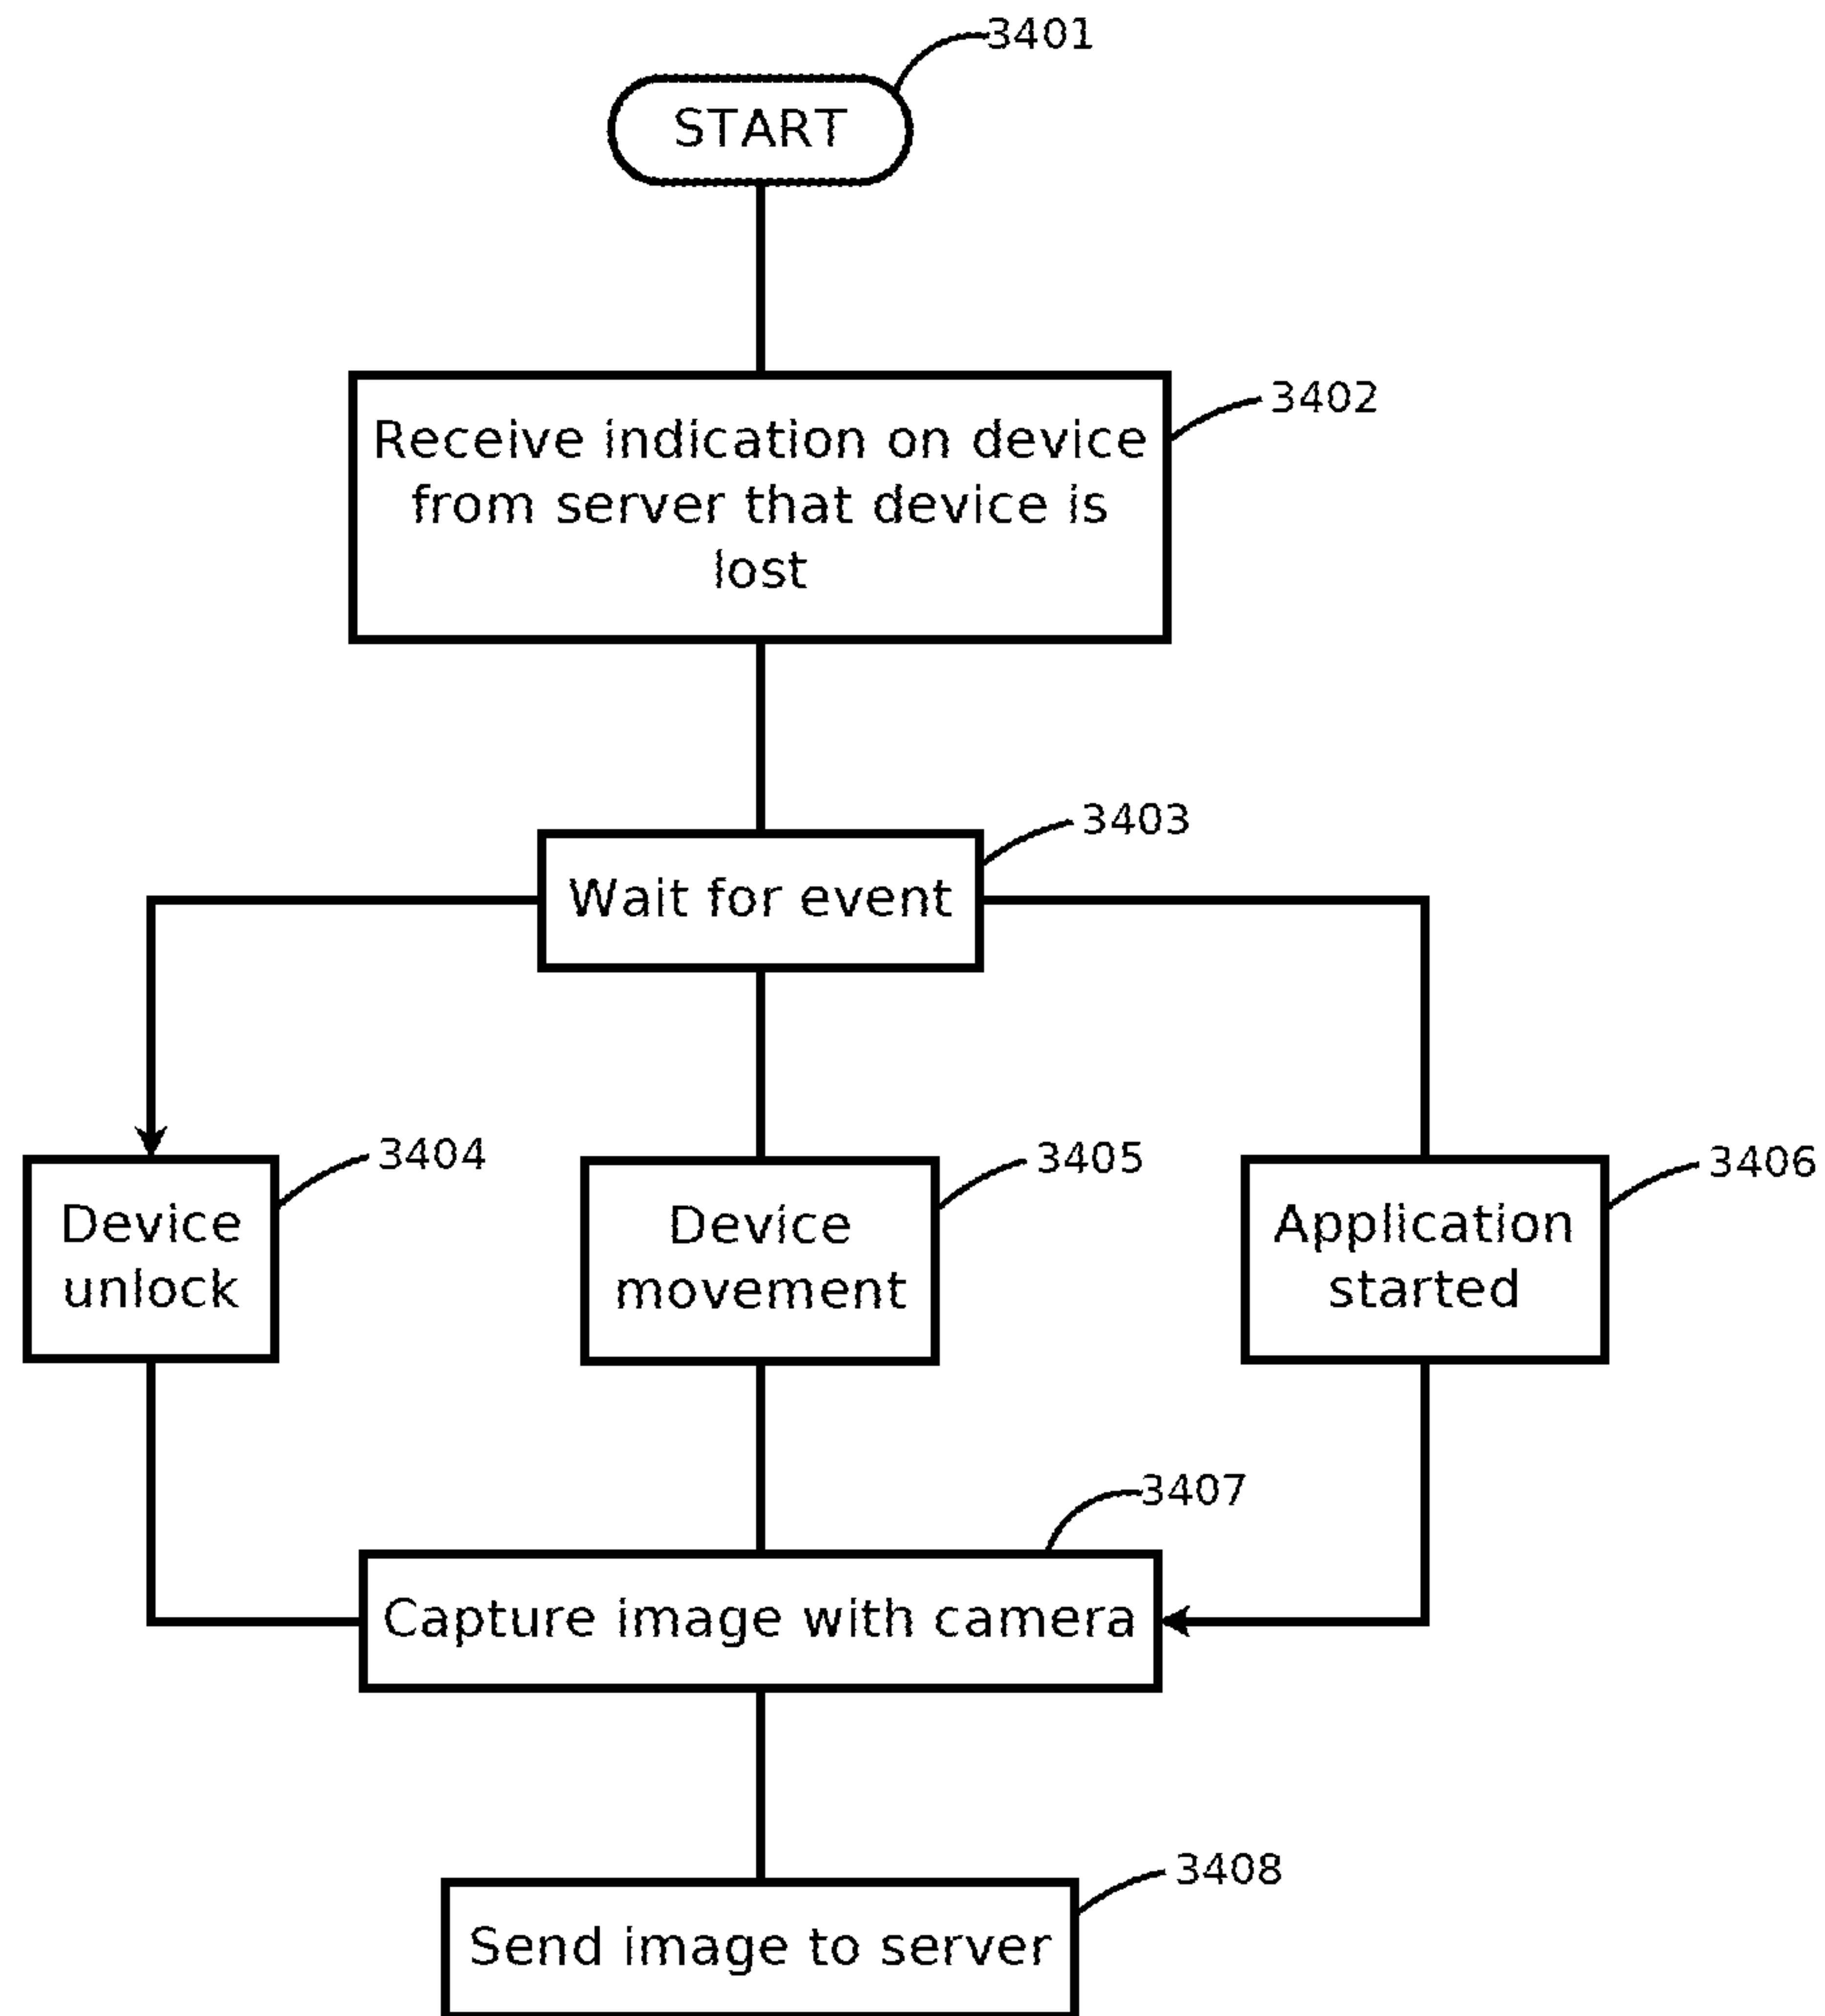 3401
START
3402
Receive indication on device
from server that device is
lost
3403
Wait for event
3404
Device
unlock
3405
Device
movement
3406
Application
started
3407
Capture image with camera
3408
Send image to server